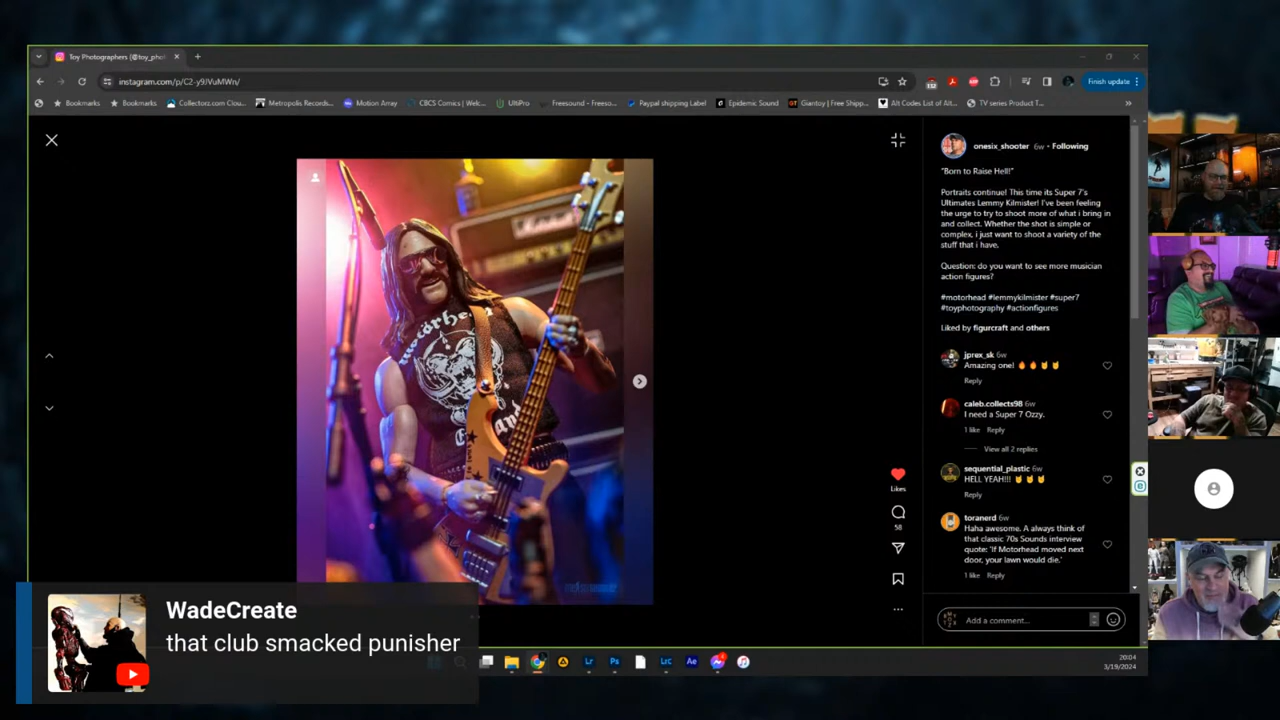 Toy Photographers (@toy_phot
instagram.com/p/C2-y9JVuMWn/
Finish update
Bookmarks
Bookmarks
Collectorz.com Clou...
Metropolis Records...
Motion Array
CBCS Comics | Welc...
UltiPro
Freesound - Freeso...
Paypal shipping Label
Epidemic Sound
Giantoy | Free Shipp...
Alt Codes List of Alt...
TV series Product T...
onesix_shooter 6w • Following
"Born to Raise Hell!"
Portraits continue! This time its Super 7's
Ultimates Lemmy Kilmister! I've been feeling
the urge to try to shoot more of what i bring in
and collect. Whether the shot is simple or
complex, i just want to shoot a variety of the
stuff that i have.
Question: do you want to see more musician
action figures?
#motorhead #lemmykilmister #super7
#toyphotography #actionfigures
Liked by figurcraft and others
jprex_sk 6w
Amazing one!
Reply
caleb.collects98 6w
I need a Super 7 Ozzy.
1 like Reply
View all 2 replies
sequential_plastic 6w
HELL YEAH!!!
Reply
toranerd 6w
Haha awesome. A always think of
that classic 70s Sounds interview
quote: 'If Motorhead moved next
door, your lawn would die.'
1 like Reply
Likes
58
Add a comment...
Motörhead
England
WadeCreate
that club smacked punisher
Lr
Ps
LrC
Ae
20:04
3/19/2024